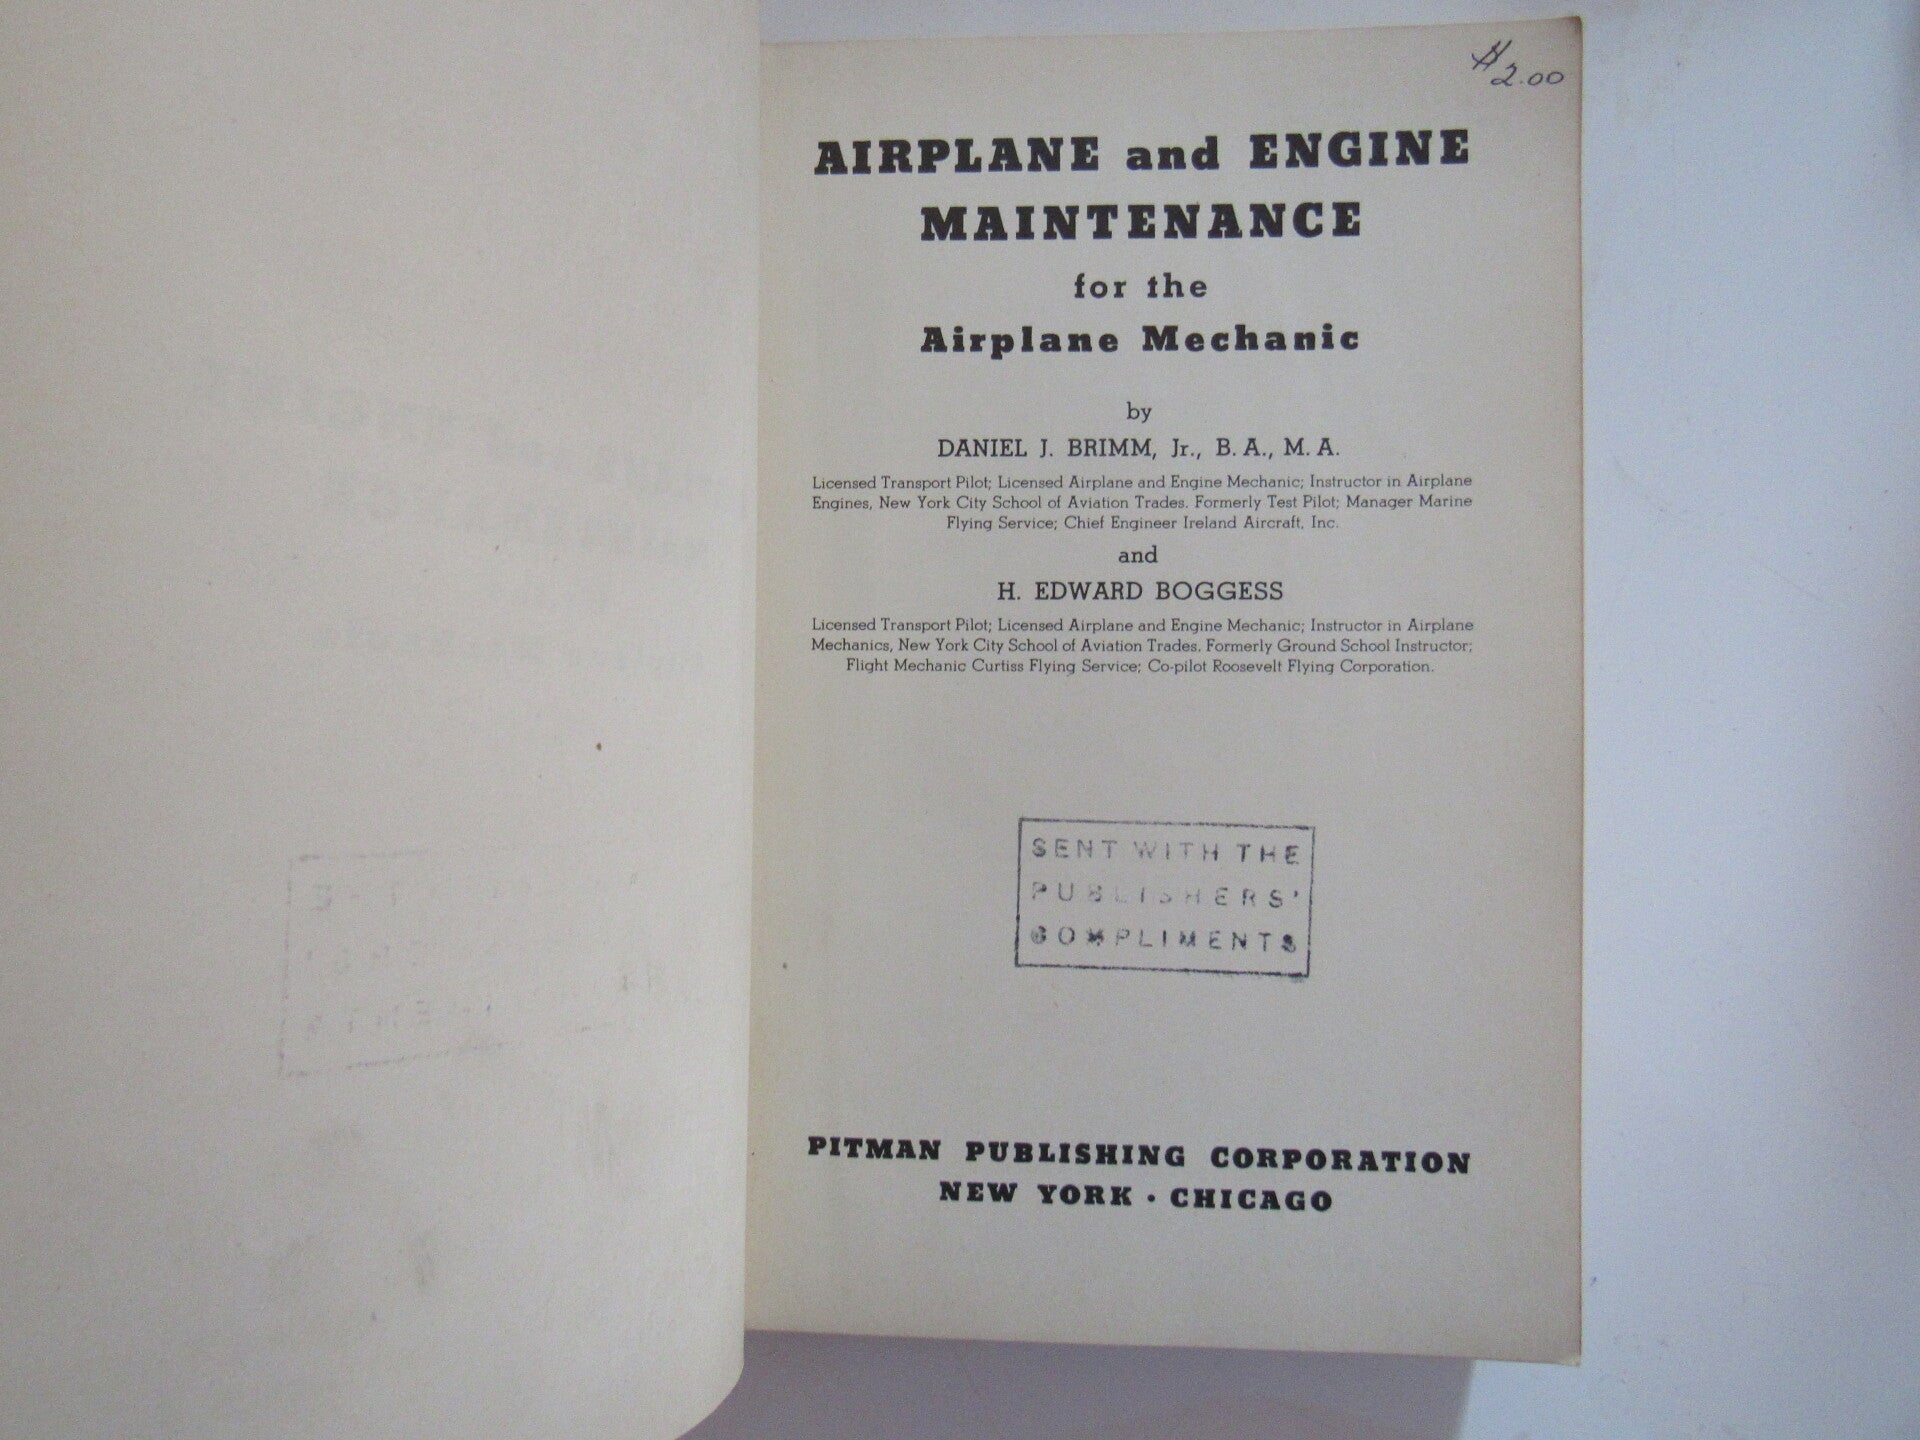 $2.00
AIRPLANE and ENGINE
MAINTENANCE
for the
Airplane Mechanic
by
DANIEL J. BRIMM, Jr., B. A., M. A.
Licensed Transport Pilot; Licensed Airplane and Engine Mechanic; Instructor in Airplane
Engines, New York City School of Aviation Trades. Formerly Test Pilot; Manager Marine
Flying Service; Chief Engineer Ireland Aircraft, Inc.
and
H. EDWARD BOGGESS
Licensed Transport Pilot; Licensed Airplane and Engine Mechanic; Instructor in Airplane
Mechanics, New York City School of Aviation Trades. Formerly Ground School Instructor;
Flight Mechanic Curtiss Flying Service; Co-pilot Roosevelt Flying Corporation.
SENT WITH THE
PUBLISHERS'
COMPLIMENTS
PITMAN PUBLISHING CORPORATION
NEW YORK · CHICAGO